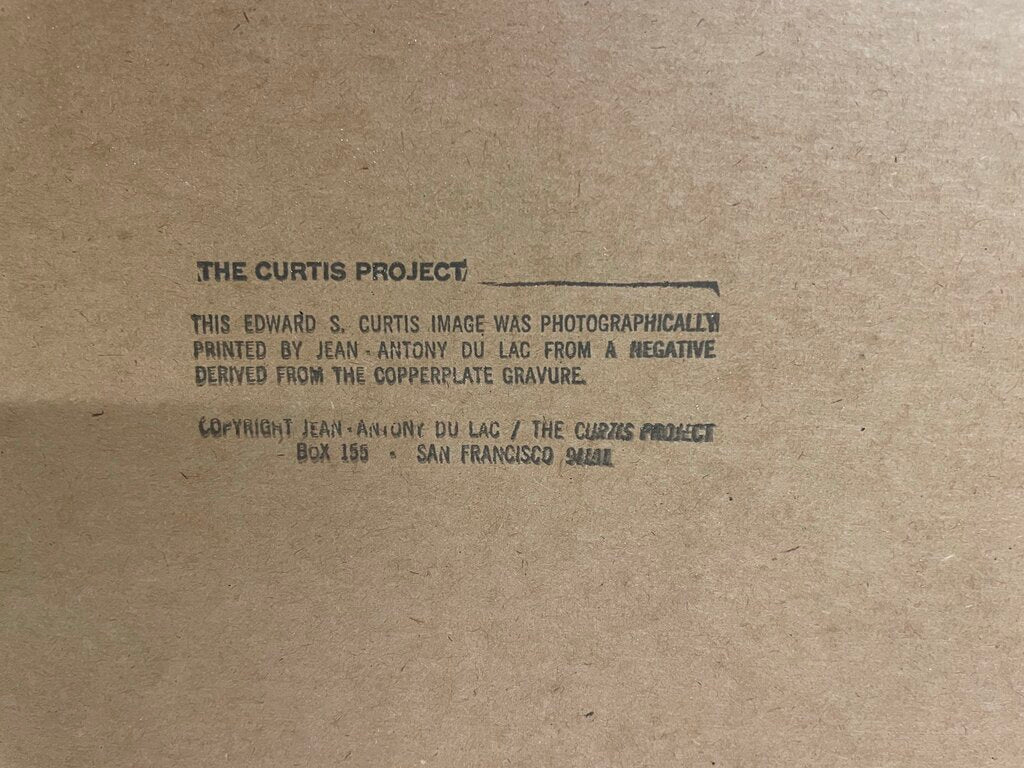 THE CURTIS PROJECT
THIS EDWARD S. CURTIS IMAGE WAS PHOTOGRAPHICALLY
PRINTED BY JEAN-ANTONY DU LAC FROM A NEGATIVE
DERIVED FROM THE COPPERPLATE GRAVURE.
COPYRIGHT JEAN-ANTONY DU LAC / THE CURTIS PROJECT
BOX 155 • SAN FRANCISCO